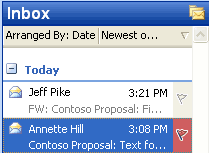 Inbox
Arranged By: Date Newest o...
Today
Jeff Pike 3:21 PM
FW: Contoso Proposal: Fi...
Annette Hill 3:08 PM
Contoso Proposal: Text fo...